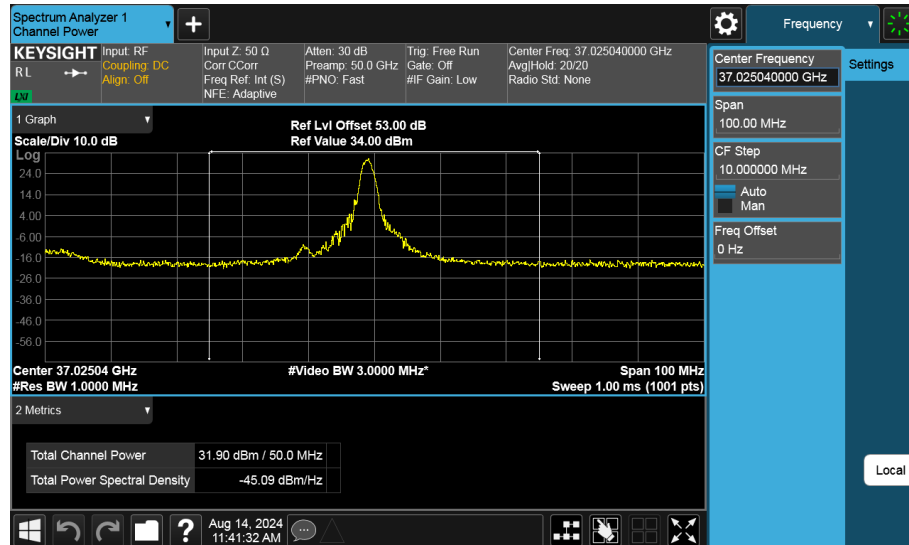 Spectrum Analyzer 1
Channel Power
Frequency
KEYSIGHT
R L
LXI
Input: RF
Coupling: DC
Align: Off
Input Z: 50 Ω
Corr CCorr
Freq Ref: Int (S)
NFE: Adaptive
Atten: 30 dB
Preamp: 50.0 GHz
#PNO: Fast
Trig: Free Run
Gate: Off
#IF Gain: Low
Center Freq: 37.025040000 GHz
Avg|Hold: 20/20
Radio Std: None
Center Frequency
37.025040000 GHz
Settings
Span
100.00 MHz
CF Step
10.000000 MHz
Auto
Man
Freq Offset
0 Hz
Local
1 Graph
Scale/Div 10.0 dB
Ref Lvl Offset 53.00 dB
Ref Value 34.00 dBm
Log
24.0
14.0
4.00
-6.00
-16.0
-26.0
-36.0
-46.0
-56.0
Center 37.02504 GHz
#Video BW 3.0000 MHz*
Span 100 MHz
#Res BW 1.0000 MHz
Sweep 1.00 ms (1001 pts)
2 Metrics
Total Channel Power 31.90 dBm / 50.0 MHz
Total Power Spectral Density -45.09 dBm/Hz
?
Aug 14, 2024
11:41:32 AM